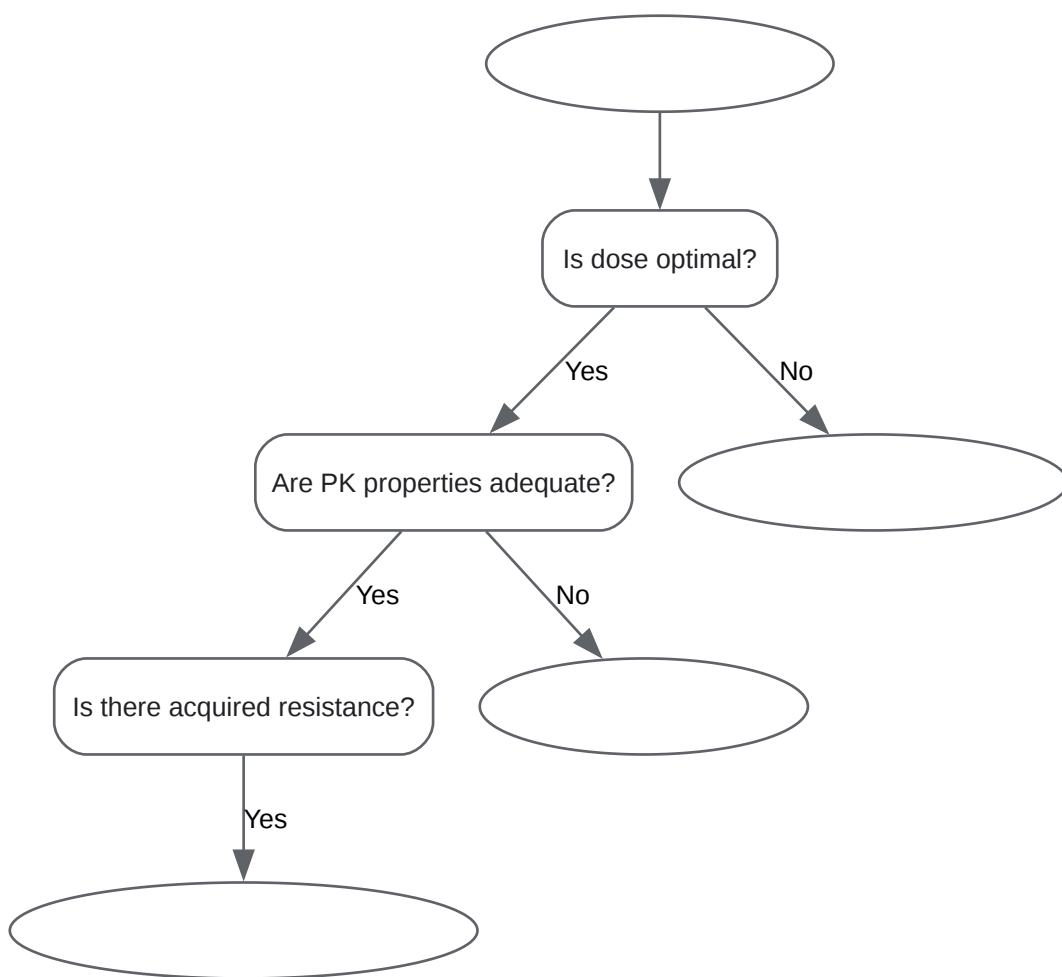 Is dose optimal?
Yes
No
Are PK properties adequate?
Yes
No
Is there acquired resistance?
Yes